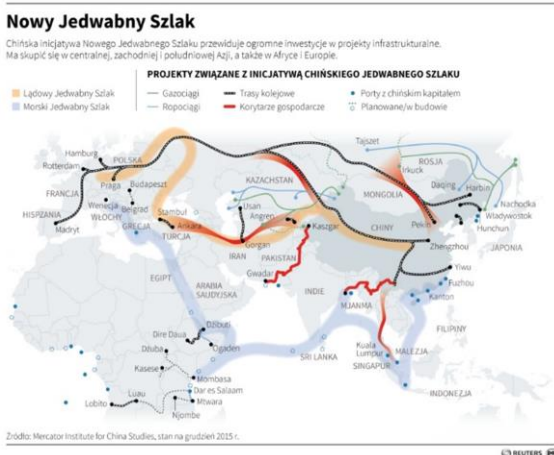 Nowy Jedwabny Szlak
Chińska inicjatywa Nowego Jedwabnego Szlaku przewiduje ogromne inwestycje w projekty infrastrukturalne.
Ma skupić się w centralnej, zachodniej i południowej Azji, a także w Afryce i Europie.
PROJEKTY ZWIĄZANE Z INICJATYWĄ CHIŃSKIEGO JEDWABNEGO SZLAKU
Lądowy Jedwabny Szlak
Morski Jedwabny Szlak
Gazociągi
Ropociągi
Trasy kolejowe
Korytarze gospodarcze
Porty z chińskim kapitałem
Planowane/w budowie
Hamburg
Rotterdam
POLSKA
Praga
Budapeszt
FRANCJA
Wenecja
Belgrad
WŁOCHY
HISZPANIA
Madryt
GRECJA
Stambuł
Ankara
TURCJA
KAZACHSTAN
Usan
Angren
Gorgan
IRAN
Kaszgar
PAKISTAN
Gwadar
Tajszet
ROSJA
Irkuck
MONGOLIA
Daqing
Harbin
Nachodka
Władywostok
Hunchun
Pekin
JAPONIA
CHINY
Zhengzhou
Yiwu
Fuzhou
Kanton
EGIPT
ARABIA
SAUDYJSKA
INDIE
MJANMA
FILIPINY
Dżibuti
Dire Daua
Ogaden
Dżuba
Kasese
Mombasa
Dar es Salaam
Mtwara
Luau
Lobito
Njombe
SRI LANKA
Kuala
Lumpur
MALEZJA
SINGAPUR
INDONEZJA
Źródło: Mercator Institute for China Studies, stan na grudzień 2015 r.
REUTERS